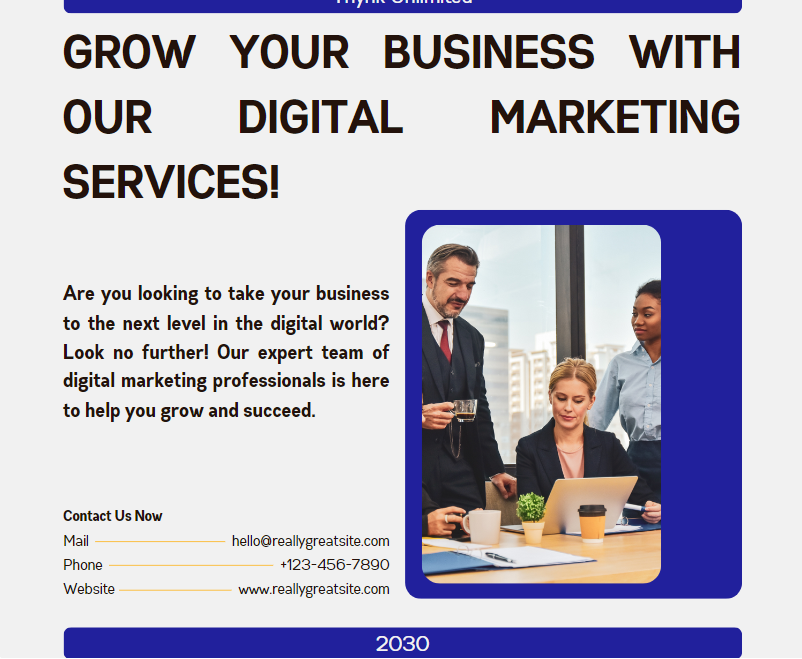 Thynk Unlimited
GROW YOUR BUSINESS WITH
OUR DIGITAL MARKETING
SERVICES!
Are you looking to take your business
to the next level in the digital world?
Look no further! Our expert team of
digital marketing professionals is here
to help you grow and succeed.
Contact Us Now
Mail hello@reallygreatsite.com
Phone +123-456-7890
Website www.reallygreatsite.com
2030